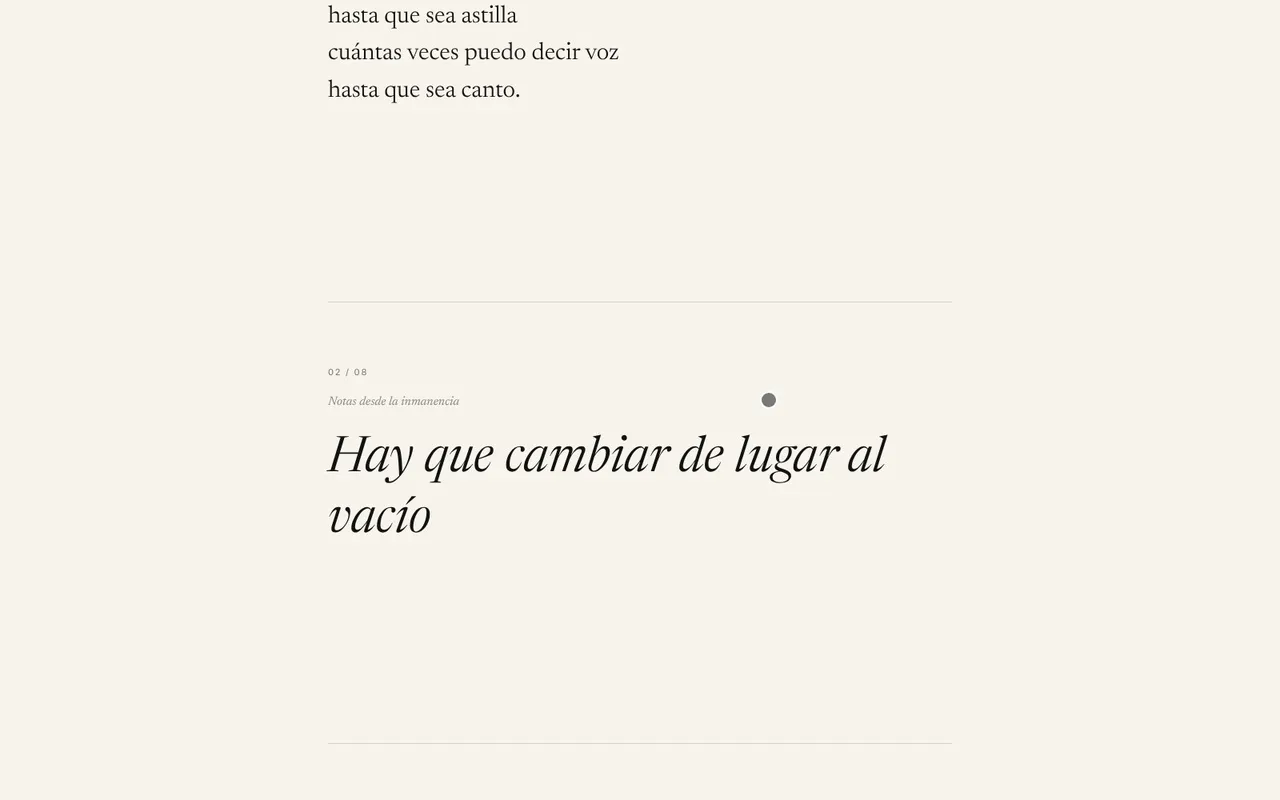 hasta que sea astilla
cuántas veces puedo decir voz
hasta que sea canto.
02 / 08
Notas desde la inmanencia
Hay que cambiar de lugar al
vacío